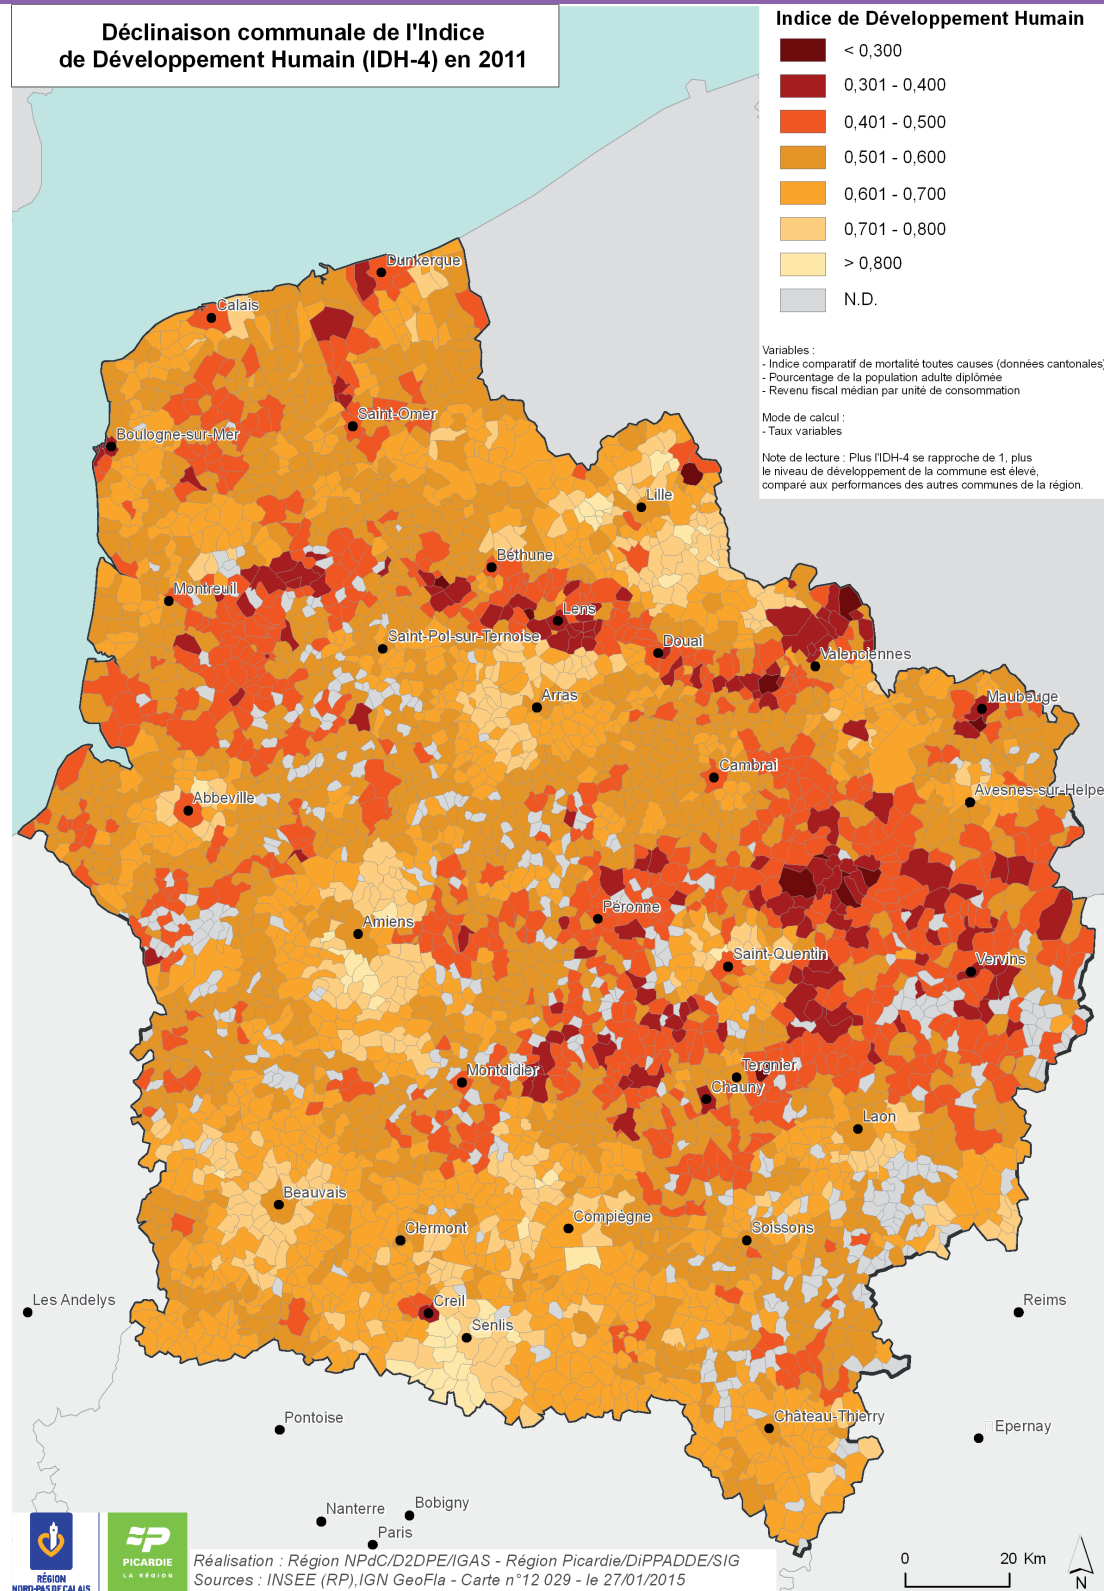 Déclinaison communale de l'Indice
de Développement Humain (IDH-4) en 2011
Indice de Développement Humain
< 0,300
0,301 - 0,400
0,401 - 0,500
0,501 - 0,600
0,601 - 0,700
0,701 - 0,800
> 0,800
N.D.
Variables :
- Indice comparatif de mortalité toutes causes (données cantonales)
- Pourcentage de la population adulte diplômée
- Revenu fiscal médian par unité de consommation
Mode de calcul :
- Taux variables
Note de lecture : Plus l'IDH-4 se rapproche de 1, plus
le niveau de développement de la commune est élevé,
comparé aux performances des autres communes de la région.
Dunkerque
Calais
Saint-Omer
Boulogne-sur-Mer
Lille
Béthune
Montreuil
Lens
Saint-Pol-sur-Ternoise
Douai
Valenciennes
Arras
Maubeuge
Cambrai
Avesnes-sur-Helpe
Abbeville
Péronne
Amiens
Saint-Quentin
Vervins
Montdidier
Tergnier
Chauny
Laon
Beauvais
Compiègne
Clermont
Soissons
Les Andelys
Creil
Reims
Senlis
Pontoise
Château-Thierry
Epernay
Nanterre
Bobigny
Paris
RÉGION
NORD-PAS DE CALAIS
PICARDIE
LA RÉGION
Réalisation : Région NPdC/D2DPE/IGAS - Région Picardie/DiPPADDE/SIG
Sources : INSEE (RP),IGN GeoFla - Carte n°12 029 - le 27/01/2015
0 20 Km
N